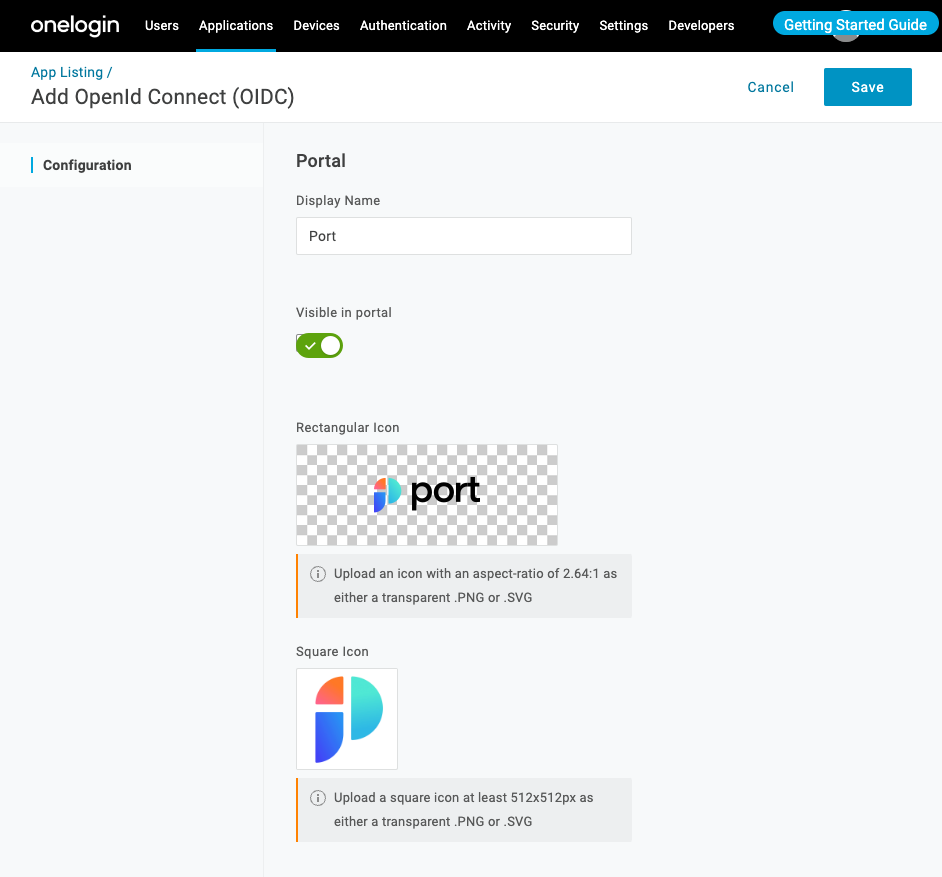 onelogin Users Applications Devices Authentication Activity Security Settings Developers Getting Started Guide
App Listing /
Add OpenId Connect (OIDC)
Cancel Save
Configuration
Portal
Display Name
Port
Visible in portal
Rectangular Icon
port
Upload an icon with an aspect-ratio of 2.64:1 as
either a transparent .PNG or .SVG
Square Icon
Upload a square icon at least 512x512px as
either a transparent .PNG or .SVG